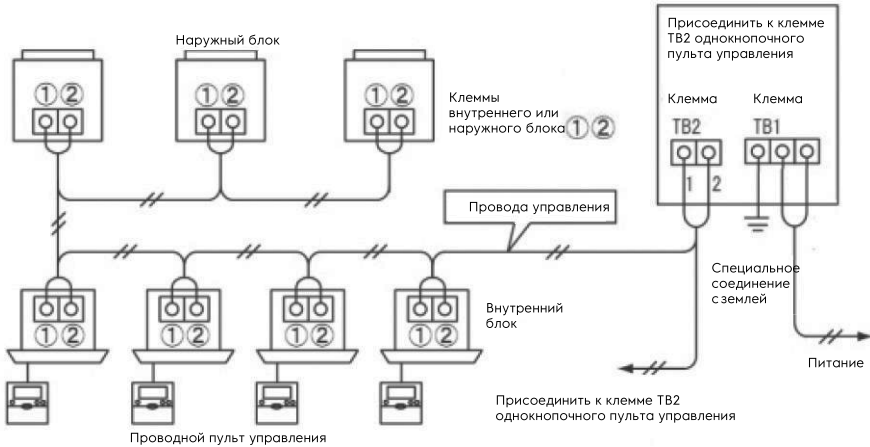 Наружный блок
① ②
① ②
① ②
Клеммы
внутреннего или
наружного блока ① ②
Присоединить к клемме
ТВ2 однокнопочного
пульта управления
Клемма Клемма
TB2 TB1
1 2
Провода управления
Специальное
соединение
с землей
Внутренний
блок
① ②
① ②
① ②
① ②
Питание
Присоединить к клемме ТВ2
однокнопочного пульта управления
Проводной пульт управления